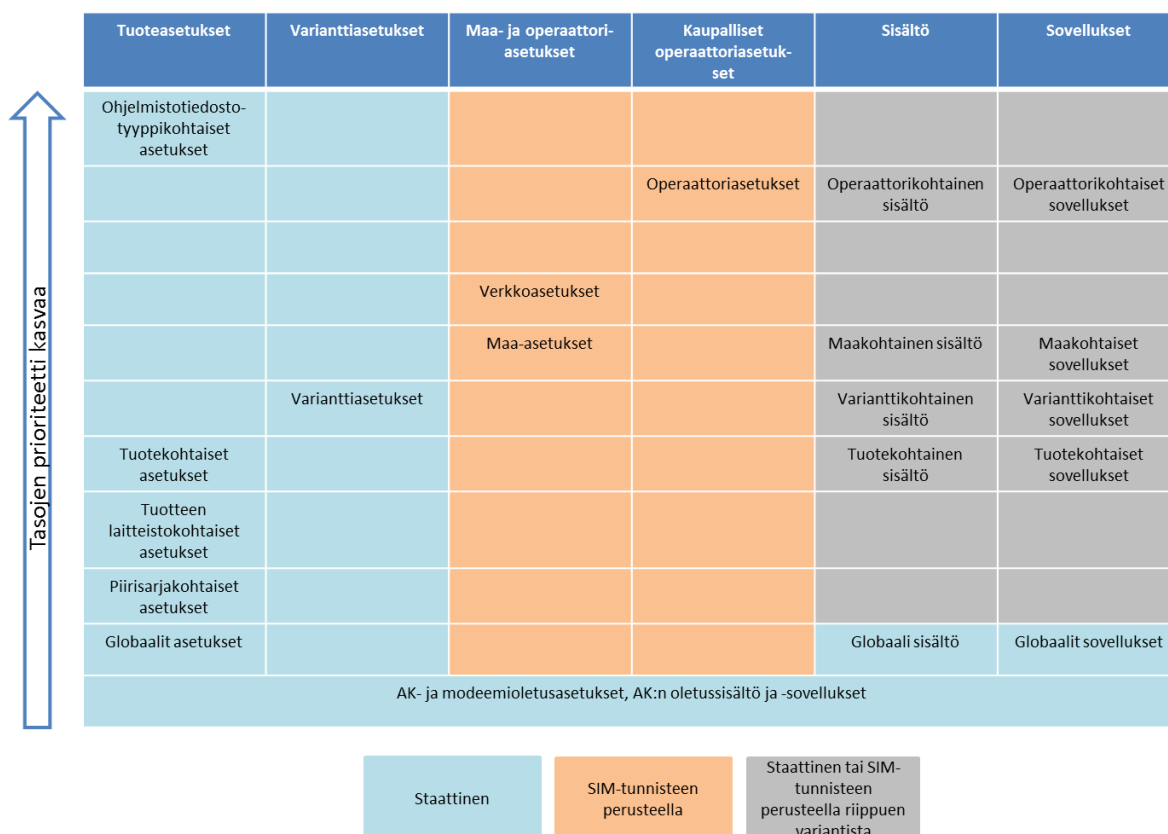 Tuoteasetukset
Varianttiasetukset
Maa- ja operaattori-
asetukset
Kaupalliset
operaattoriasetuk-
set
Sisältö
Sovellukset
Tasojen prioriteetti kasvaa
Ohjelmistotiedosto-
tyyppikohtaiset
asetukset
Operaattoriasetukset
Operaattorikohtainen
sisältö
Operaattorikohtaiset
sovellukset
Verkkoasetukset
Maa-asetukset
Maakohtainen sisältö
Maakohtaiset
sovellukset
Varianttiasetukset
Varianttikohtainen
sisältö
Varianttikohtaiset
sovellukset
Tuotekohtaiset
asetukset
Tuotekohtainen
sisältö
Tuotekohtaiset
sovellukset
Tuotteen
laitteistokohtaiset
asetukset
Piirisarjakohtaiset
asetukset
Globaalit asetukset
Globaali sisältö
Globaalit sovellukset
AK- ja modeemioletusasetukset, AK:n oletussisältö ja -sovellukset
Staattinen
SIM-tunnisteen
perusteella
Staattinen tai SIM-
tunnisteen
perusteella riippuen
variantista